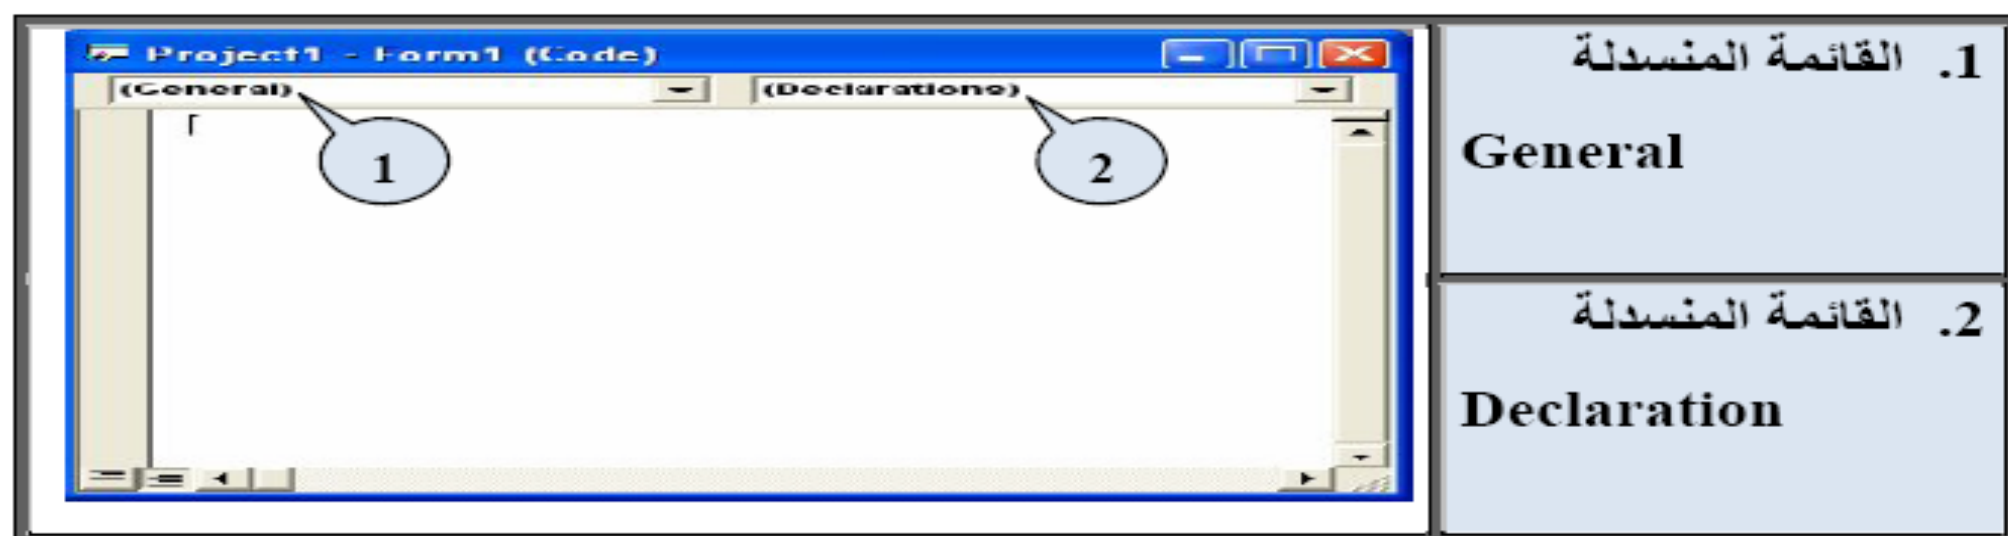 Project1 - Form1 (Code)
(General)
(Declarations)
1
2
1. القائمة المنسدلة
General
2. القائمة المنسدلة
Declaration